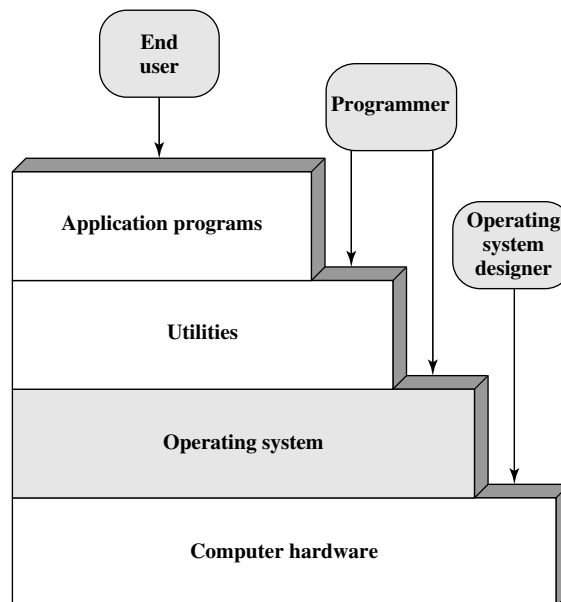 End
user
Programmer
Application programs
Operating
system
designer
Utilities
Operating system
Computer hardware